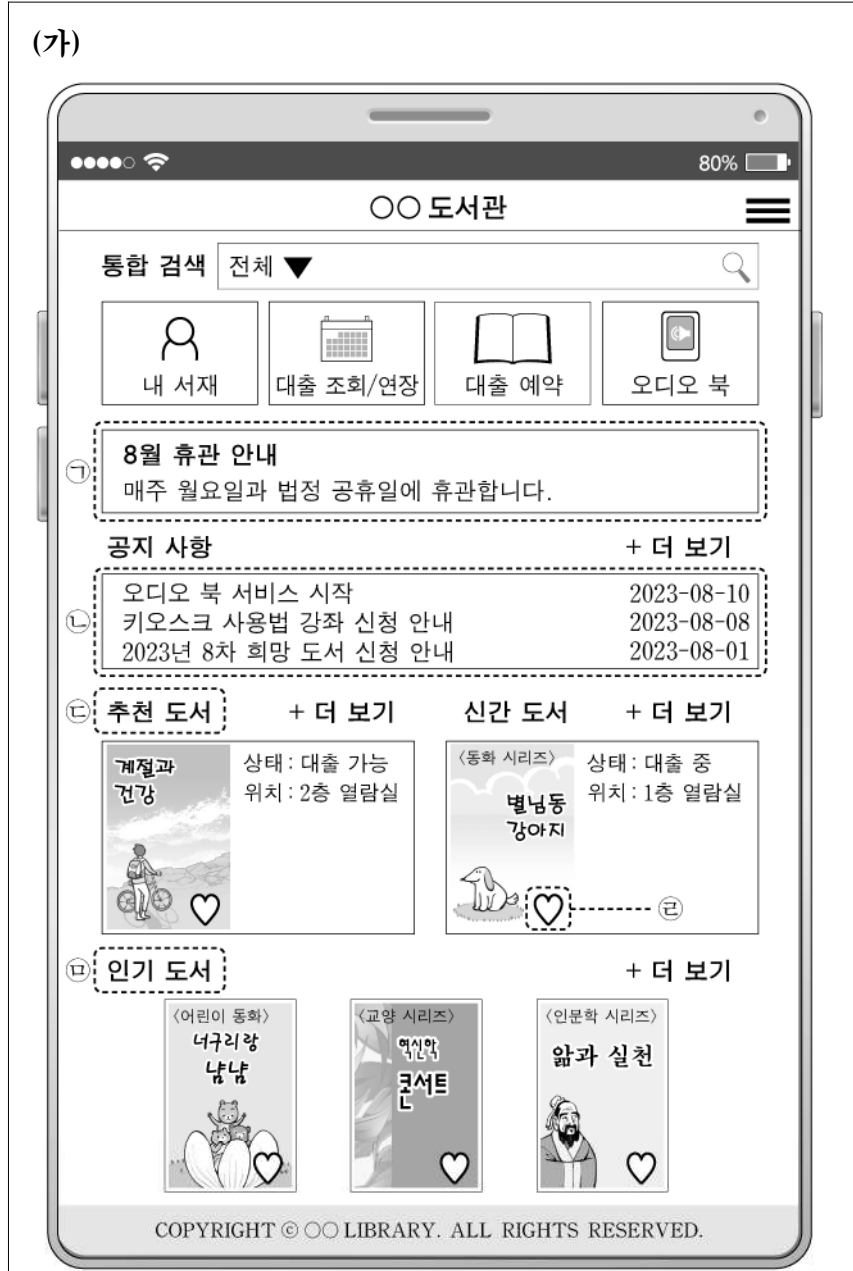 (가)
80%
○○ 도서관
통합 검색 전체 ▼
내 서재 대출 조회/연장 대출 예약 오디오 북
㉠ 8월 휴관 안내
매주 월요일과 법정 공휴일에 휴관합니다.
공지 사항 + 더 보기
오디오 북 서비스 시작 2023-08-10
㉡ 키오스크 사용법 강좌 신청 안내 2023-08-08
2023년 8차 희망 도서 신청 안내 2023-08-01
㉢ 추천 도서 + 더 보기 신간 도서 + 더 보기
계절과
건강
상태 : 대출 가능
위치 : 2층 열람실
〈동화 시리즈〉
별님동
강아지
상태 : 대출 중
위치 : 1층 열람실
㉣
㉤ 인기 도서 + 더 보기
〈어린이 동화〉
너구리랑
냠냠
〈교양 시리즈〉
혁신학
콘서트
〈인문학 시리즈〉
앎과 실천
COPYRIGHT ⓒ ○○ LIBRARY. ALL RIGHTS RESERVED.